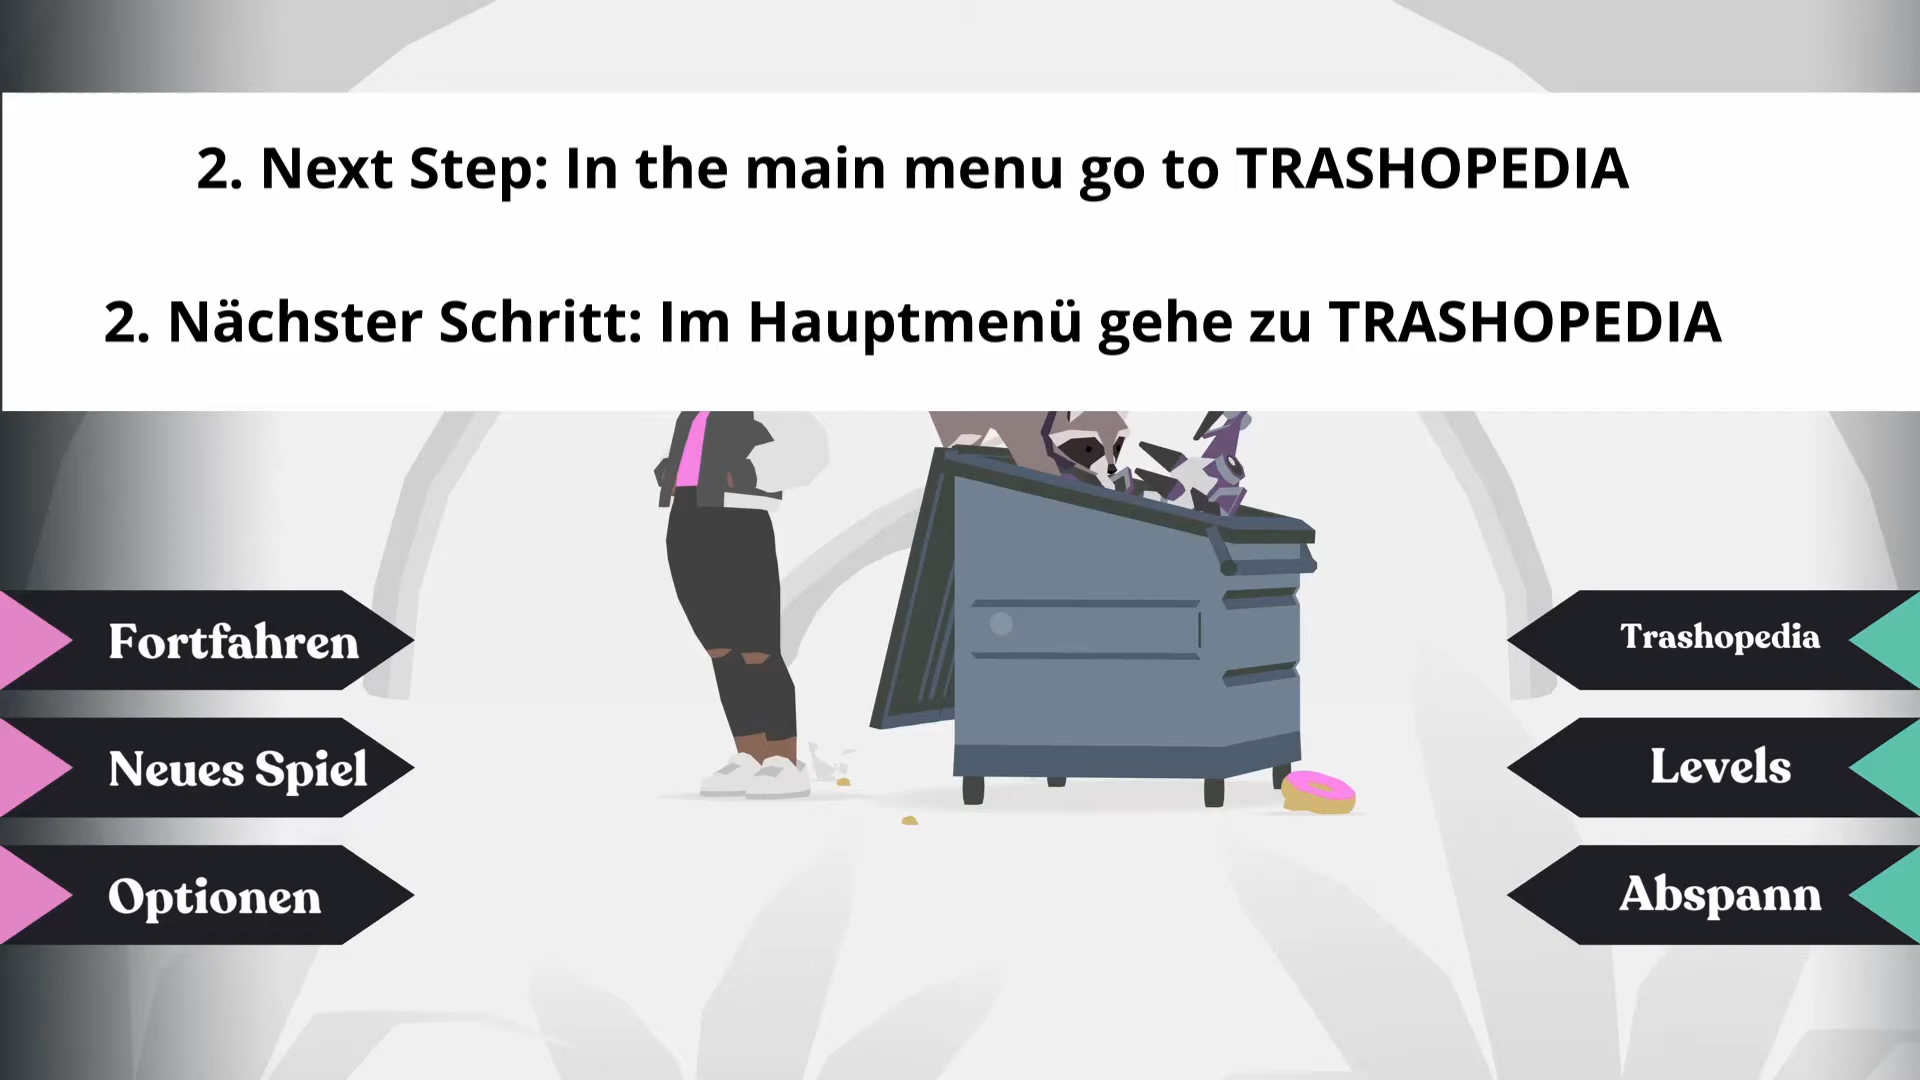 2. Next Step: In the main menu go to TRASHOPEDIA
2. Nächster Schritt: Im Hauptmenü gehe zu TRASHOPEDIA
Fortfahren
Neues Spiel
Optionen
Trashopedia
Levels
Abspann